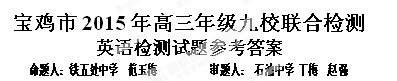 宝鸡市2015年高三年级九校联合检测
英语检测试题参考答案
命题人：铁五处中学 范玉梅 审题人：石油中学 丁梅 赵强